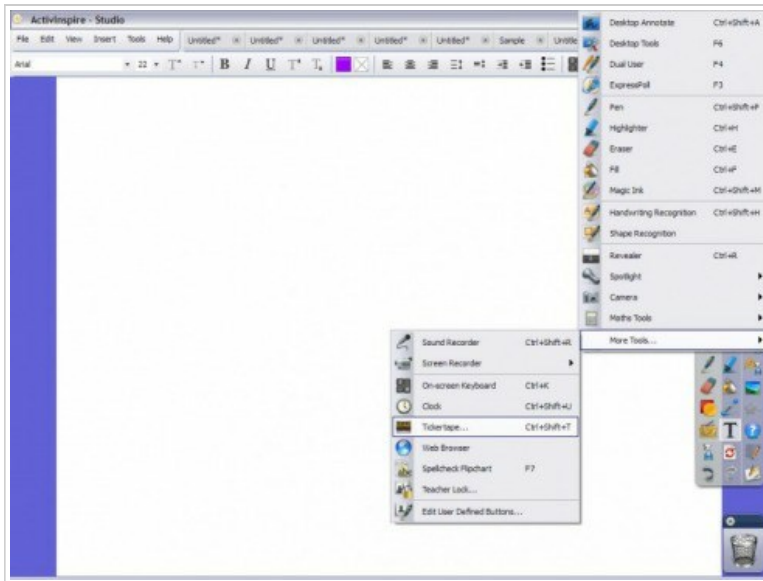 ActivInspire - Studio
File Edit View Insert Tools Help Untitled* Untitled* Untitled* Untitled* Untitled* Sample Untitle
Arial 22 B I U
Desktop Annotate Ctrl+Shift+A
Desktop Tools F6
Dual User F4
ExpressPoll F3
Pen Ctrl+Shift+P
Highlighter Ctrl+H
Eraser Ctrl+E
Fill Ctrl+F
Magic Ink Ctrl+Shift+M
Handwriting Recognition Ctrl+Shift+H
Shape Recognition
Revealer Ctrl+R
Spotlight
Camera
Maths Tools
More Tools...
Sound Recorder Ctrl+Shift+R
Screen Recorder
On-screen Keyboard Ctrl+K
Clock Ctrl+Shift+U
Tickertape... Ctrl+Shift+T
Web Browser
Spellcheck Flipchart F7
Teacher Lock...
Edit User Defined Buttons...